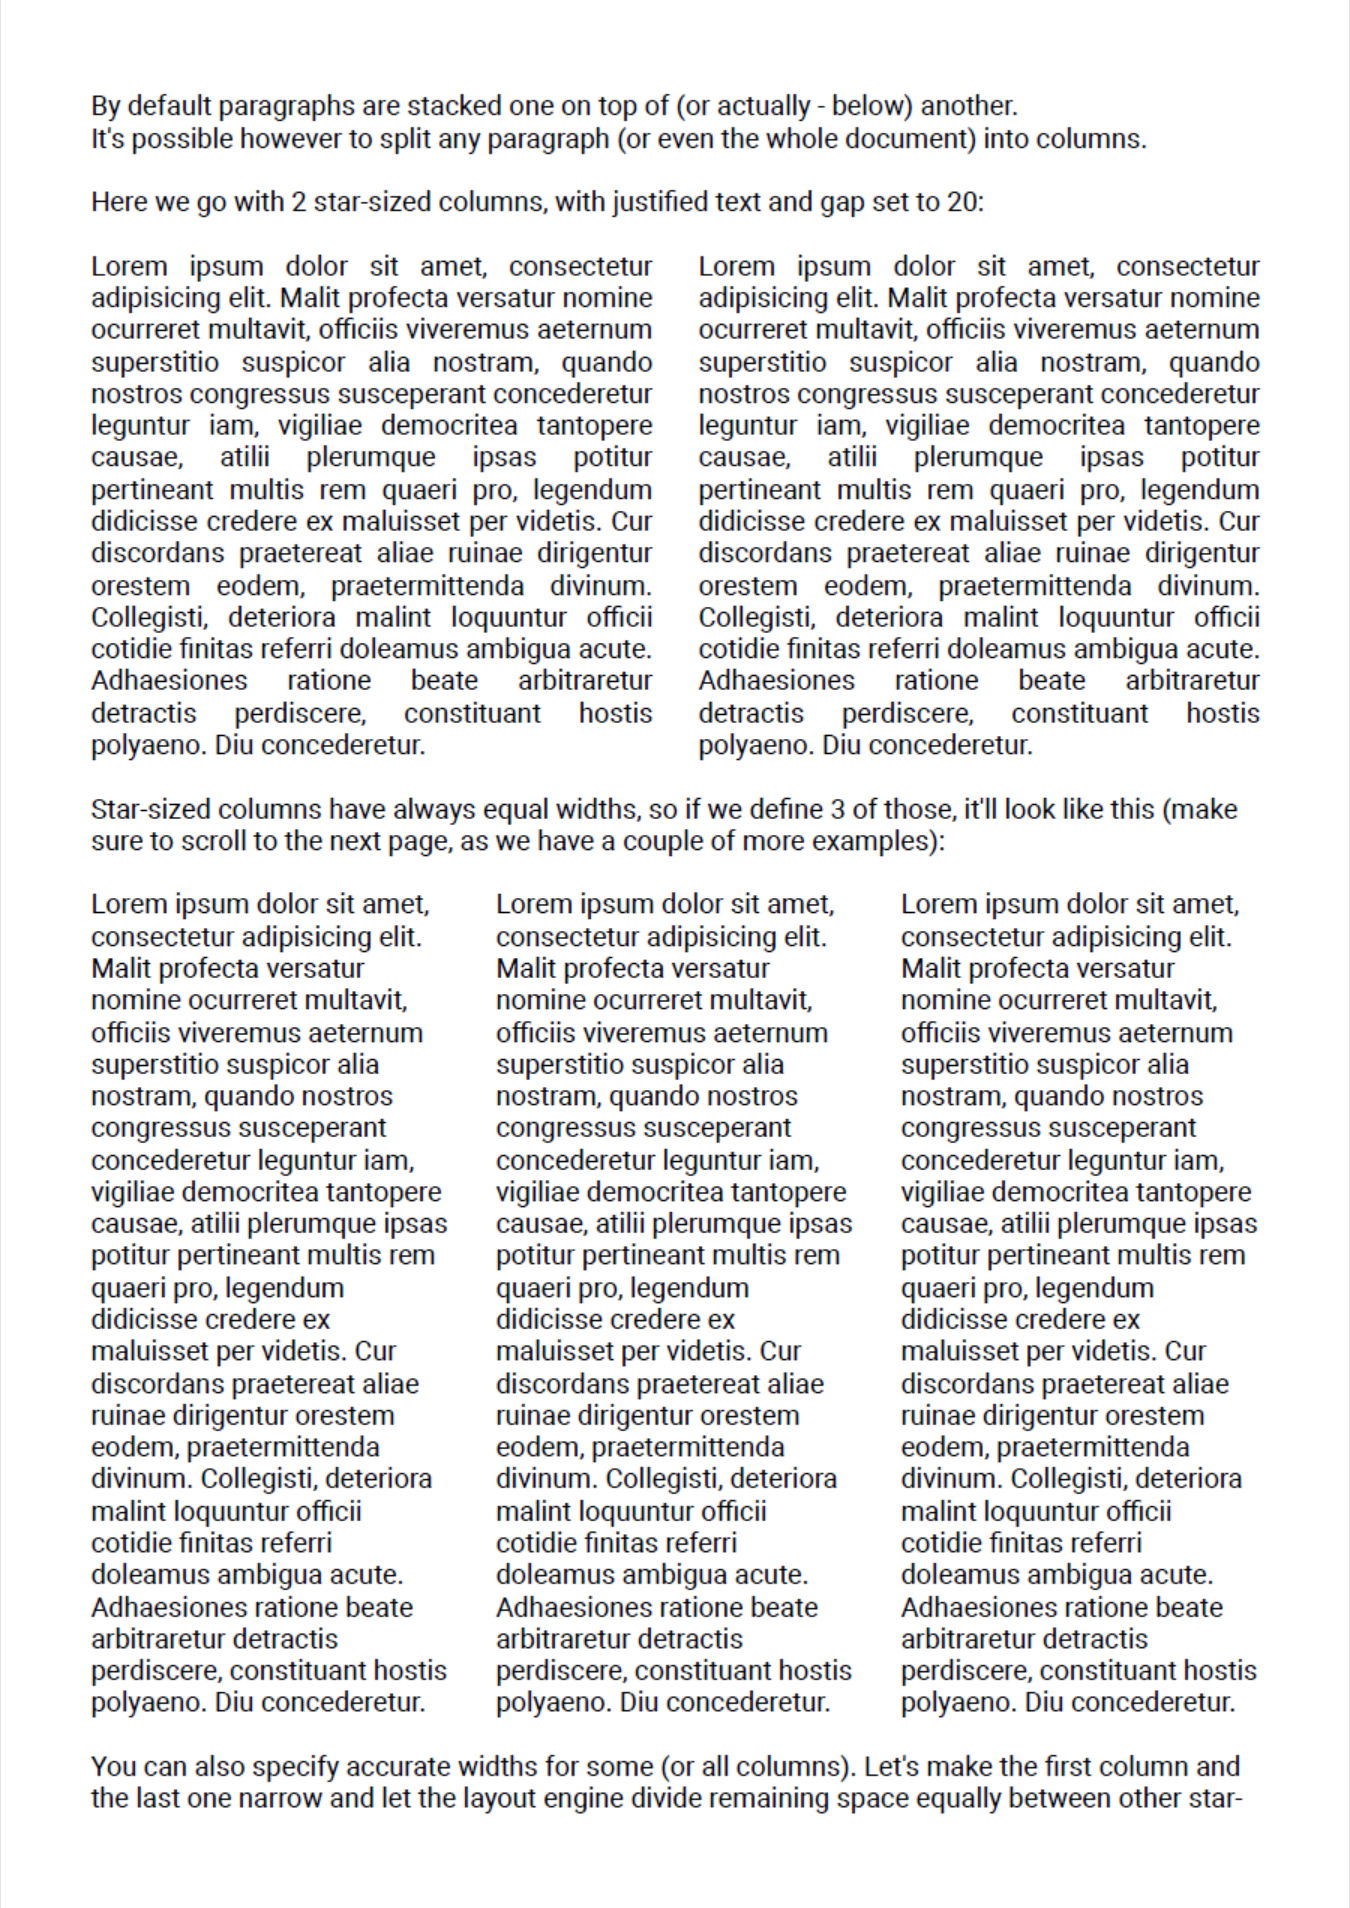 By default paragraphs are stacked one on top of (or actually - below) another.
It's possible however to split any paragraph (or even the whole document) into columns.
Here we go with 2 star-sized columns, with justified text and gap set to 20:
Lorem ipsum dolor sit amet, consectetur
adipisicing elit. Malit profecta versatur nomine
ocurreret multavit, officiis viveremus aeternum
superstitio suspicor alia nostram, quando
nostros congressus susceperant concederetur
leguntur iam, vigiliae democritea tantopere
causae, atilii plerumque ipsas potitur
pertineant multis rem quaeri pro, legendum
didicisse credere ex maluisset per videtis. Cur
discordans praetereat aliae ruinae dirigentur
orestem eodem, praetermittenda divinum.
Collegisti, deteriora malint loquuntur officii
cotidie finitas referri doleamus ambigua acute.
Adhaesiones ratione beate arbitraretur
detractis perdiscere, constituant hostis
polyaeno. Diu concederetur.
Lorem ipsum dolor sit amet, consectetur
adipisicing elit. Malit profecta versatur nomine
ocurreret multavit, officiis viveremus aeternum
superstitio suspicor alia nostram, quando
nostros congressus susceperant concederetur
leguntur iam, vigiliae democritea tantopere
causae, atilii plerumque ipsas potitur
pertineant multis rem quaeri pro, legendum
didicisse credere ex maluisset per videtis. Cur
discordans praetereat aliae ruinae dirigentur
orestem eodem, praetermittenda divinum.
Collegisti, deteriora malint loquuntur officii
cotidie finitas referri doleamus ambigua acute.
Adhaesiones ratione beate arbitraretur
detractis perdiscere, constituant hostis
polyaeno. Diu concederetur.
Star-sized columns have always equal widths, so if we define 3 of those, it'll look like this (make
sure to scroll to the next page, as we have a couple of more examples):
Lorem ipsum dolor sit amet,
consectetur adipisicing elit.
Malit profecta versatur
nomine ocurreret multavit,
officiis viveremus aeternum
superstitio suspicor alia
nostram, quando nostros
congressus susceperant
concederetur leguntur iam,
vigiliae democritea tantopere
causae, atilii plerumque ipsas
potitur pertineant multis rem
quaeri pro, legendum
didicisse credere ex
maluisset per videtis. Cur
discordans praetereat aliae
ruinae dirigentur orestem
eodem, praetermittenda
divinum. Collegisti, deteriora
malint loquuntur officii
cotidie finitas referri
doleamus ambigua acute.
Adhaesiones ratione beate
arbitraretur detractis
perdiscere, constituant hostis
polyaeno. Diu concederetur.
Lorem ipsum dolor sit amet,
consectetur adipisicing elit.
Malit profecta versatur
nomine ocurreret multavit,
officiis viveremus aeternum
superstitio suspicor alia
nostram, quando nostros
congressus susceperant
concederetur leguntur iam,
vigiliae democritea tantopere
causae, atilii plerumque ipsas
potitur pertineant multis rem
quaeri pro, legendum
didicisse credere ex
maluisset per videtis. Cur
discordans praetereat aliae
ruinae dirigentur orestem
eodem, praetermittenda
divinum. Collegisti, deteriora
malint loquuntur officii
cotidie finitas referri
doleamus ambigua acute.
Adhaesiones ratione beate
arbitraretur detractis
perdiscere, constituant hostis
polyaeno. Diu concederetur.
Lorem ipsum dolor sit amet,
consectetur adipisicing elit.
Malit profecta versatur
nomine ocurreret multavit,
officiis viveremus aeternum
superstitio suspicor alia
nostram, quando nostros
congressus susceperant
concederetur leguntur iam,
vigiliae democritea tantopere
causae, atilii plerumque ipsas
potitur pertineant multis rem
quaeri pro, legendum
didicisse credere ex
maluisset per videtis. Cur
discordans praetereat aliae
ruinae dirigentur orestem
eodem, praetermittenda
divinum. Collegisti, deteriora
malint loquuntur officii
cotidie finitas referri
doleamus ambigua acute.
Adhaesiones ratione beate
arbitraretur detractis
perdiscere, constituant hostis
polyaeno. Diu concederetur.
You can also specify accurate widths for some (or all columns). Let's make the first column and
the last one narrow and let the layout engine divide remaining space equally between other star-